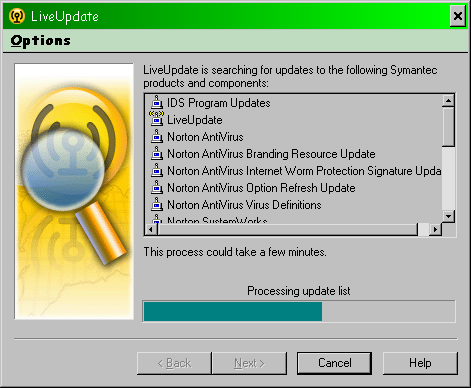 LiveUpdate
Options
LiveUpdate is searching for updates to the following Symantec
products and components:
IDS Program Updates
LiveUpdate
Norton AntiVirus
Norton AntiVirus Branding Resource Update
Norton AntiVirus Internet Worm Protection Signature Upda
Norton AntiVirus Option Refresh Update
Norton AntiVirus Virus Definitions
Norton SystemWorks
This process could take a few minutes.
Processing update list
< Back
Next >
Cancel
Help